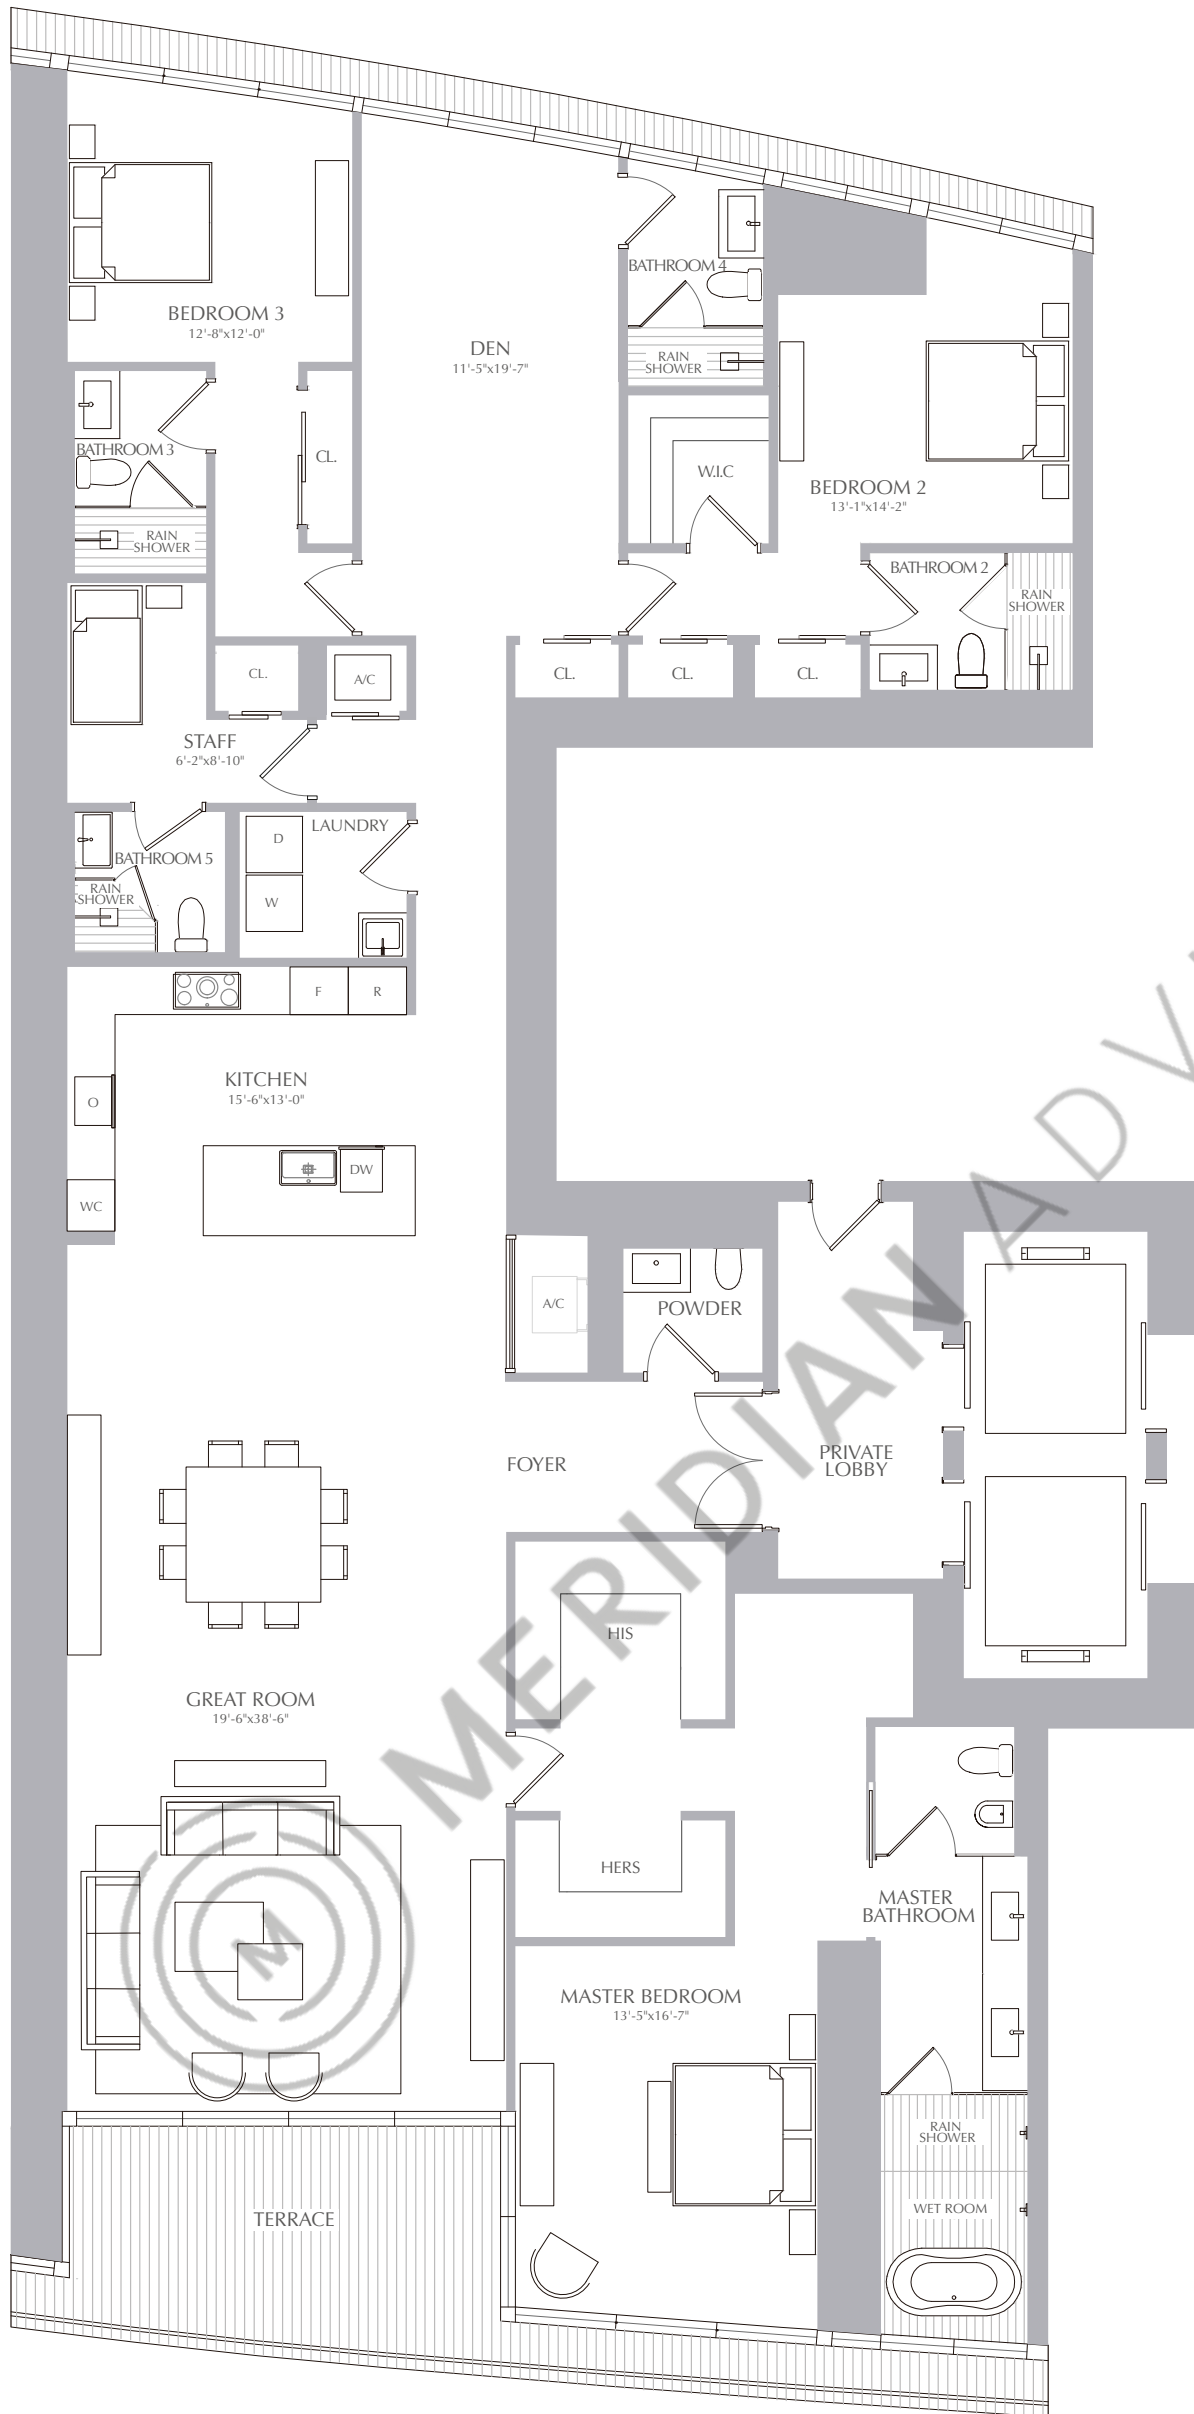 BEDROOM 3
12'-8"x12'-0"
DEN
11'-5"x19'-7"
BATHROOM 4
RAIN
SHOWER
BATHROOM 3
CL.
RAIN
SHOWER
W.I.C
BEDROOM 2
13'-1"x14'-2"
BATHROOM 2
RAIN
SHOWER
CL.
A/C
CL.
CL.
CL.
STAFF
6'-2"x8'-10"
LAUNDRY
D
W
BATHROOM 5
RAIN
SHOWER
F
R
KITCHEN
15'-6"x13'-0"
O
DW
WC
A/C
POWDER
FOYER
PRIVATE
LOBBY
HIS
GREAT ROOM
19'-6"x38'-6"
HERS
MASTER
BATHROOM
MASTER BEDROOM
13'-5"x16'-7"
RAIN
SHOWER
WET ROOM
TERRACE
M MERIDIAN ADV